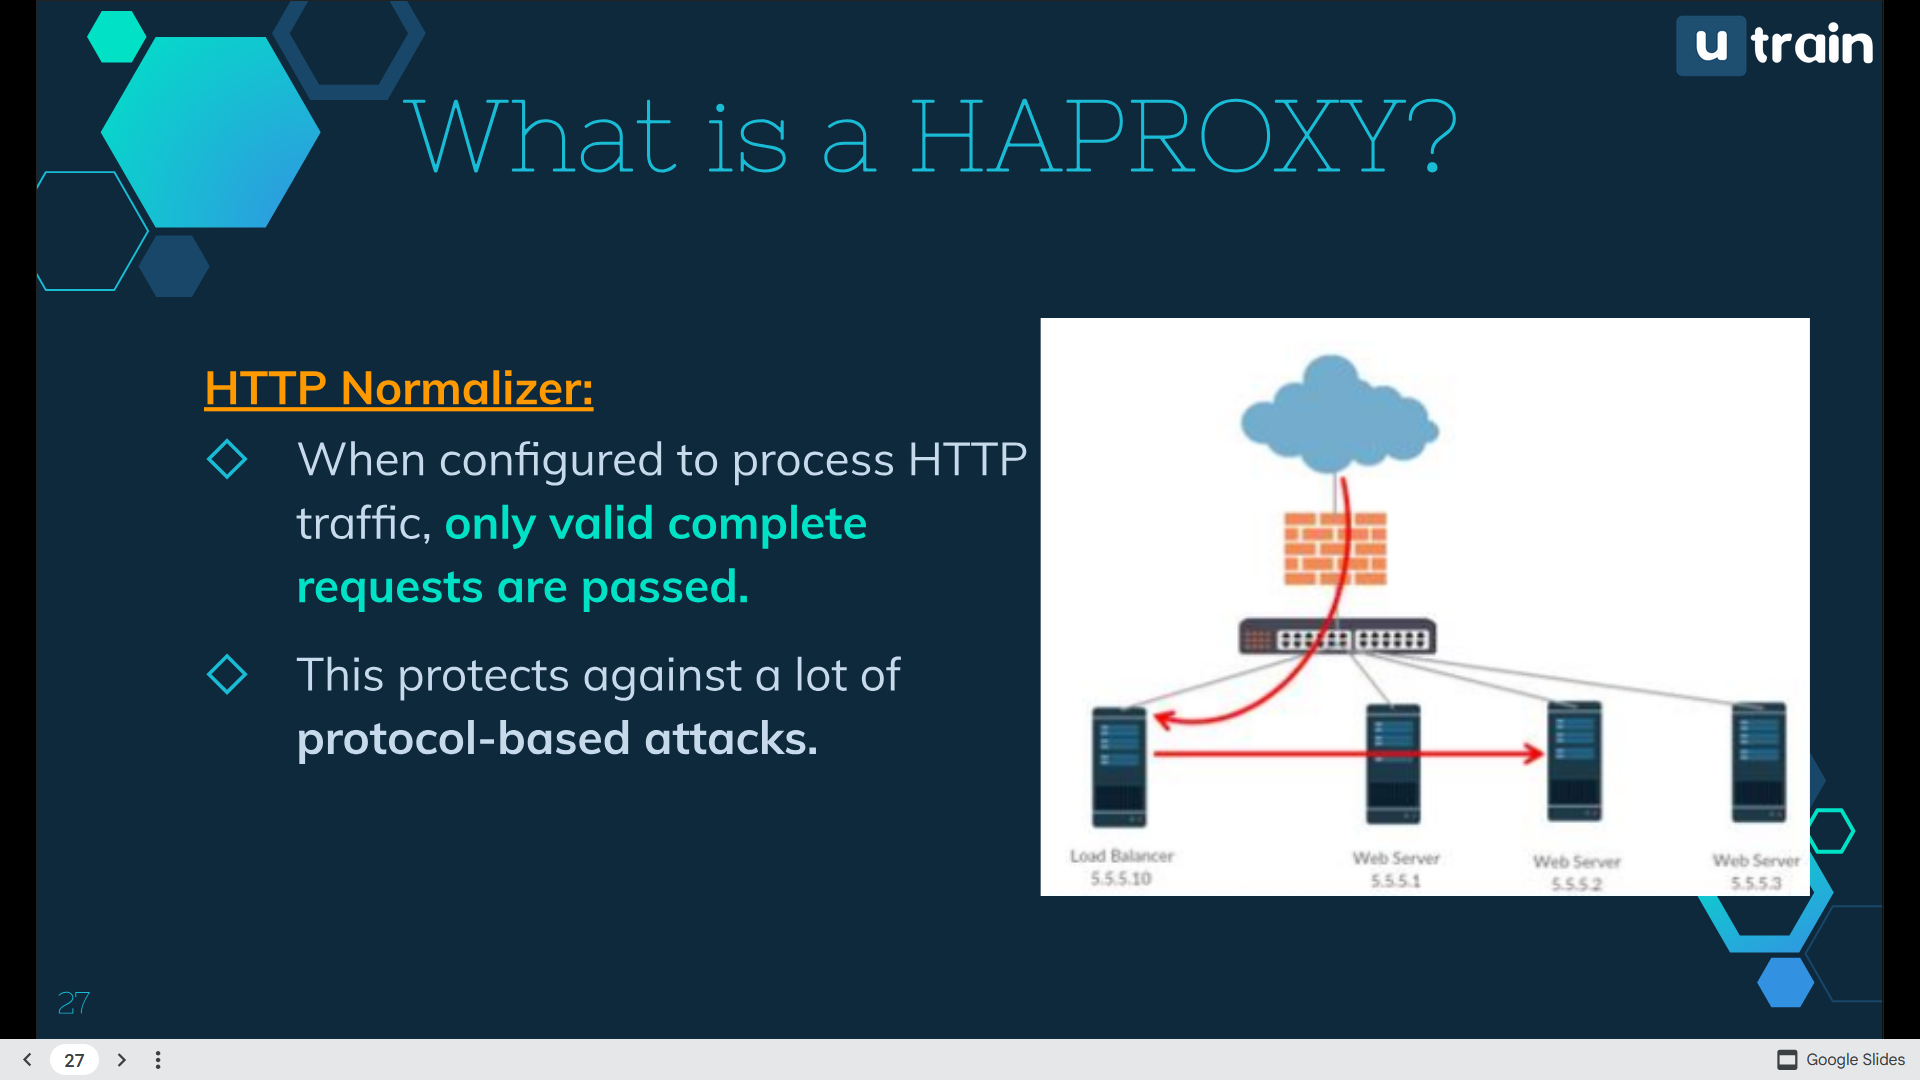 u train
What is a HAPROXY?
HTTP Normalizer:
When configured to process HTTP
traffic, only valid complete
requests are passed.
This protects against a lot of
protocol-based attacks.
Load Balancer
5.5.5.10
Web Server
5.5.5.1
Web Server
5.5.5.2
Web Server
5.5.5.3
27
27
Google Slides